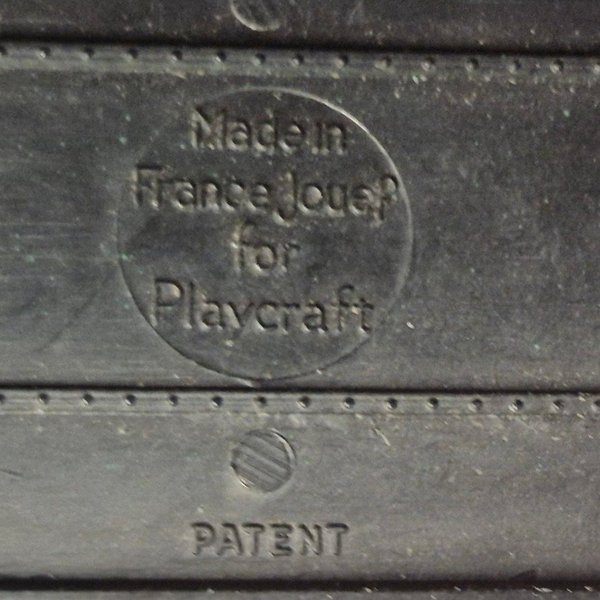 Made in
France Jouef
for
Playcraft
PATENT